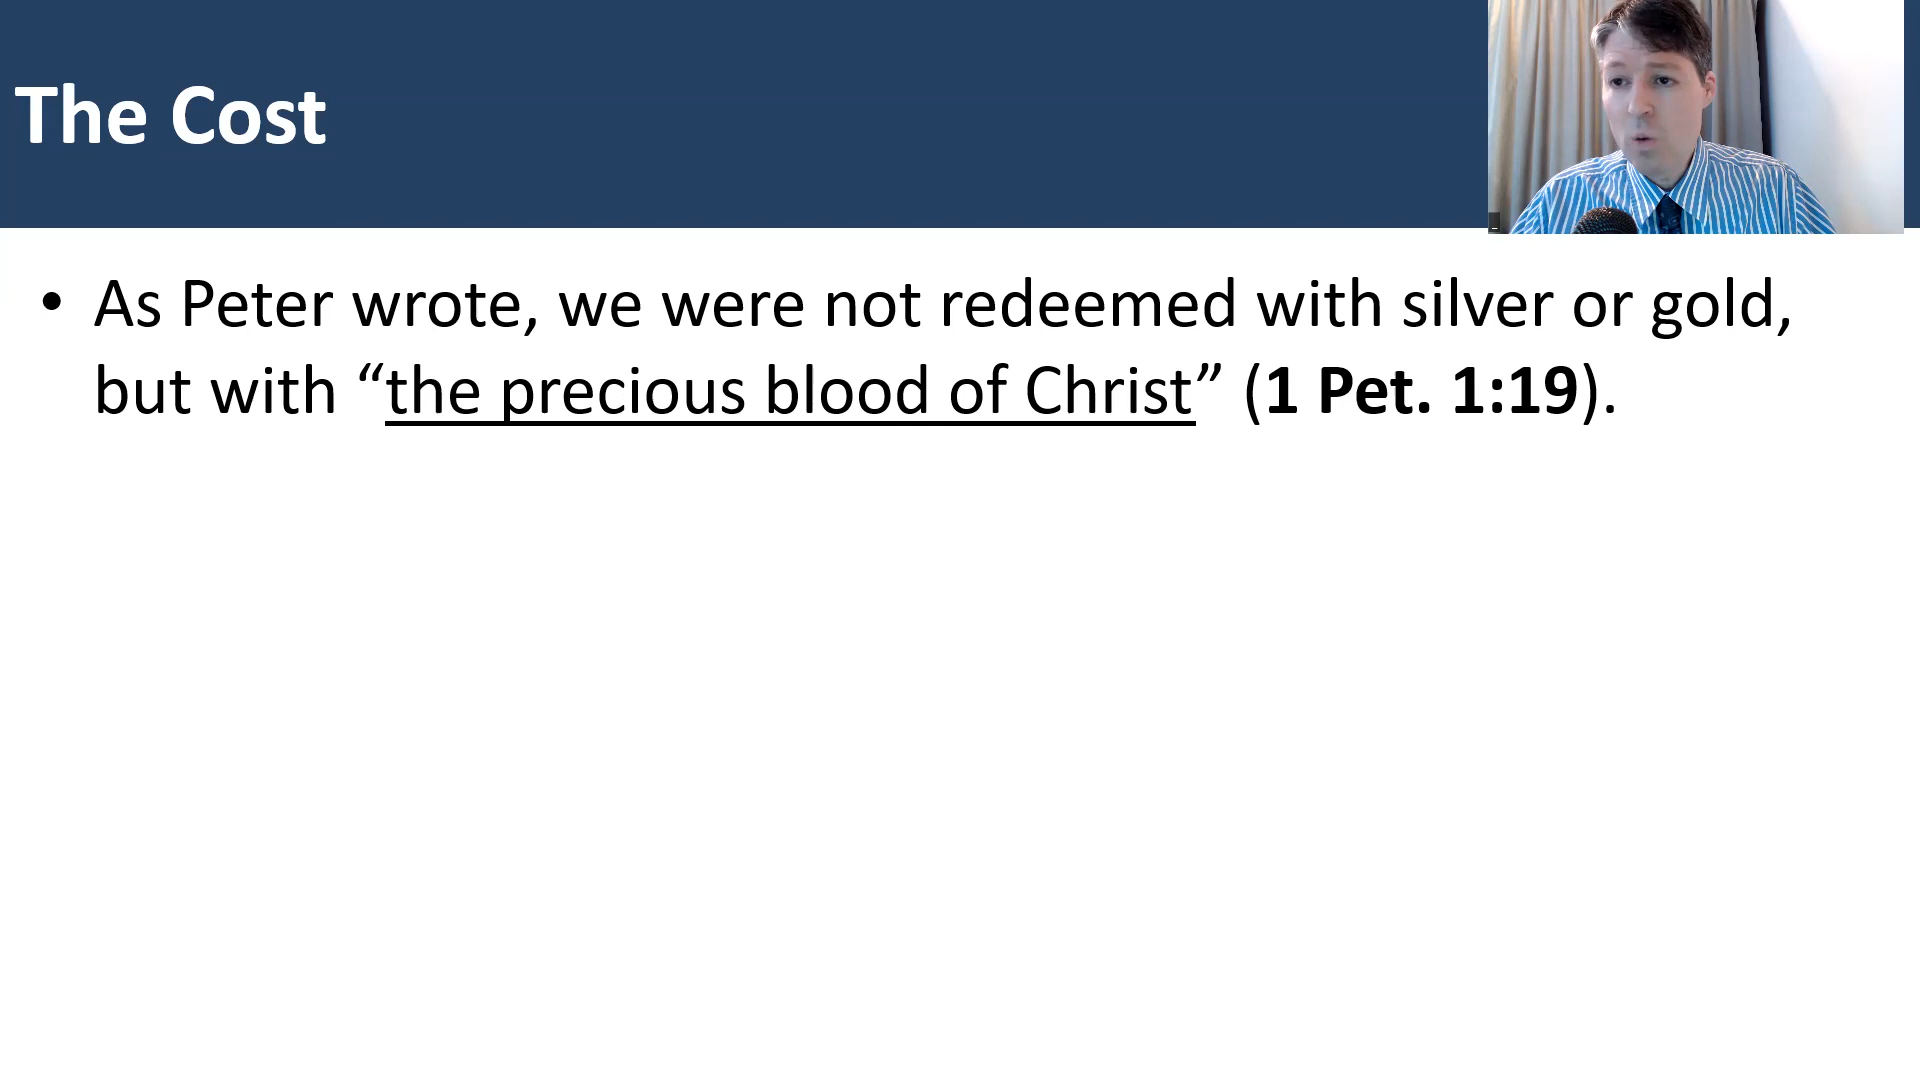 The Cost
• As Peter wrote, we were not redeemed with silver or gold,
but with “the precious blood of Christ” (1 Pet. 1:19).